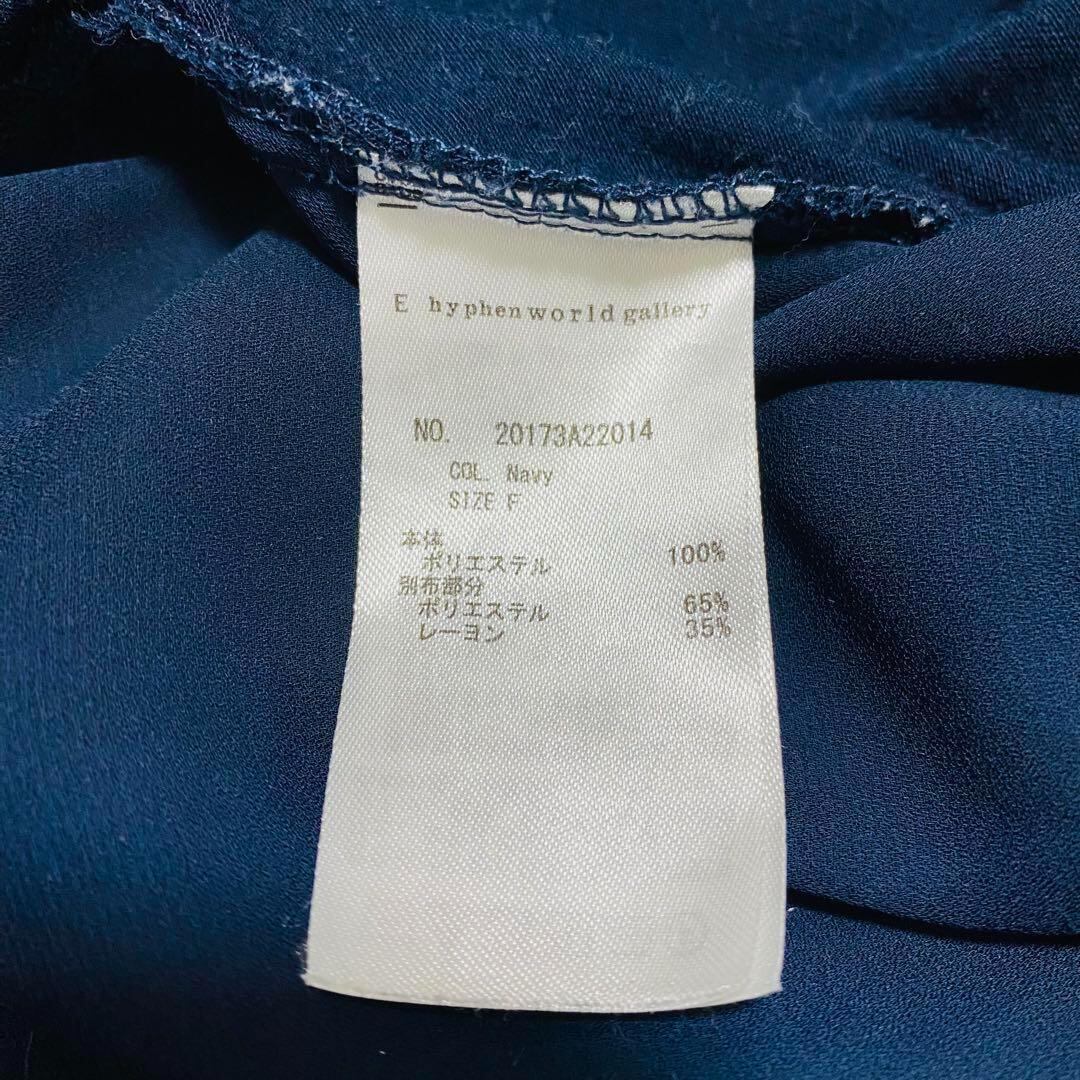 E hyphen world gallery
NO. 20173A22014
COL. Navy
SIZE F
本体
ポリエステル 100%
別布部分
ポリエステル 65%
レーヨン 35%